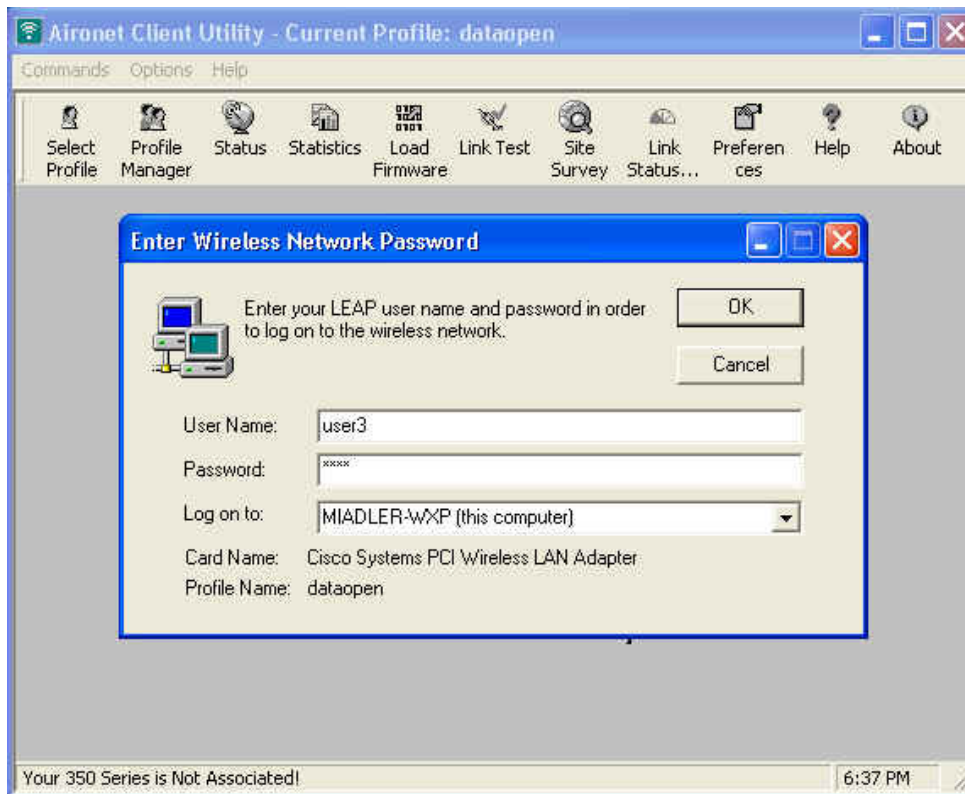 Aironet Client Utility - Current Profile: dataopen
Commands Options Help
Select Profile
Profile Manager
Status
Statistics
Load Firmware
Link Test
Site Survey
Link Status...
Preferen ces
Help
About
Enter Wireless Network Password
Enter your LEAP user name and password in order
to log on to the wireless network.
OK
Cancel
User Name: user3
Password: ****
Log on to: MIADLER-WXP (this computer)
Card Name: Cisco Systems PCI Wireless LAN Adapter
Profile Name: dataopen
Your 350 Series is Not Associated! 6:37 PM